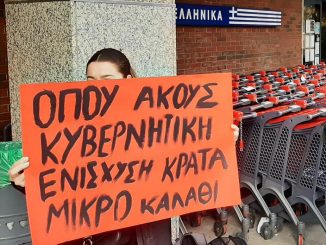 ΕΛΛΗΝΙΚΑ
ΟΠΟΥ ΑΚΟΥΣ
ΚΥΒΕΡΝΗΤΙΚΗ
ΕΝΙΣΧΥΣΗ ΚΡΑΤΑ
ΜΙΚΡΟ ΚΑΛΑΘΙ